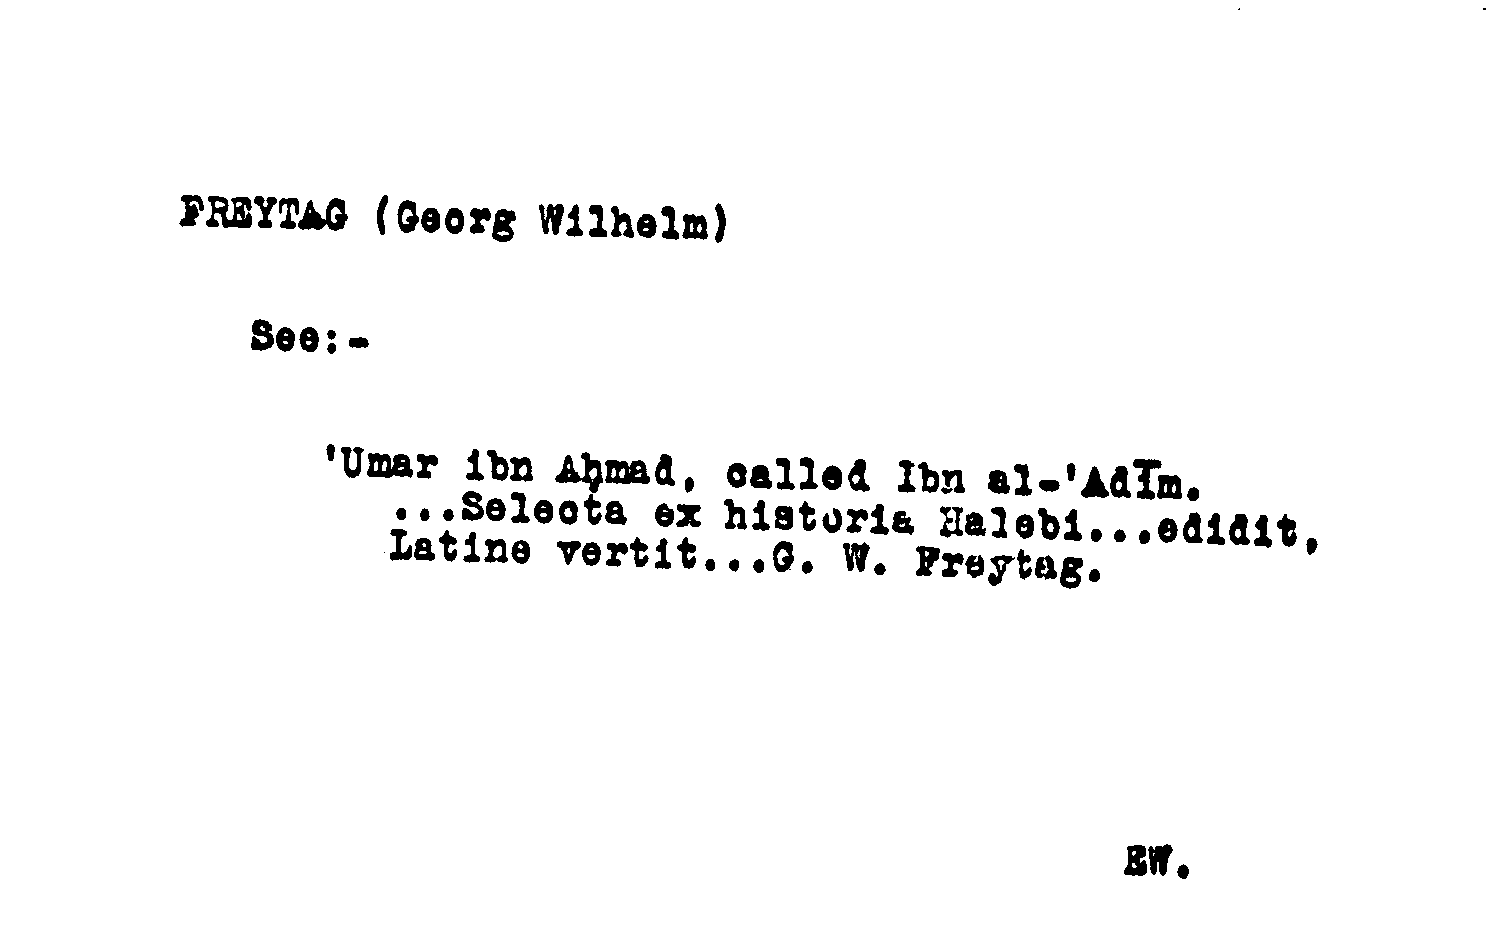 FREYTAG (Georg Wilhelm)
See:-
'Umar ibn Aḥmad, called Ibn al-'Adīm.
...Selecta ex historia Halebi...edidit,
Latine vertit...G. W. Freytag.
EW.